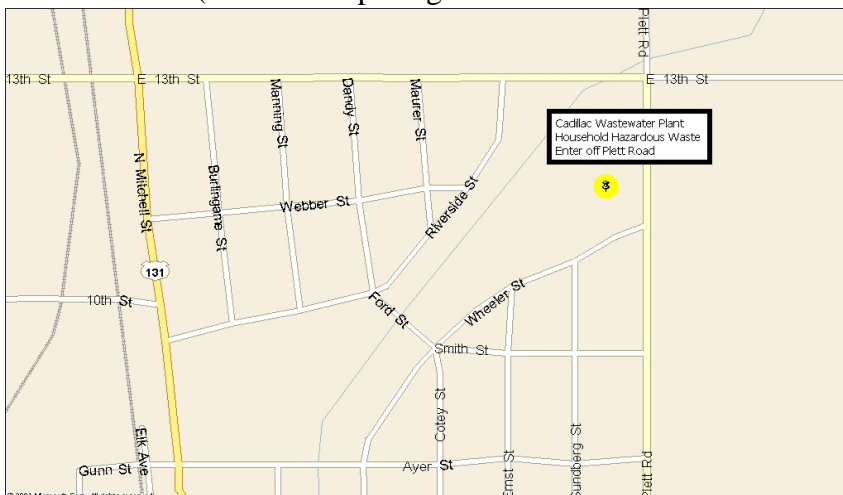 Plett Rd
13th St
E 13th St
E 13th St
Manning St
Dandy St
Maurer St
Cadillac Wastewater Plant
Household Hazardous Waste
Enter off Plett Road
N Mitchell St
Burlingame St
Webber St
Riverside St
131
10th St
Ford St
Wheeler St
Smith St
Cotey St
Elk Ave
Gunn St
Ayer St
Ernst St
Sundberg St
Plett Rd